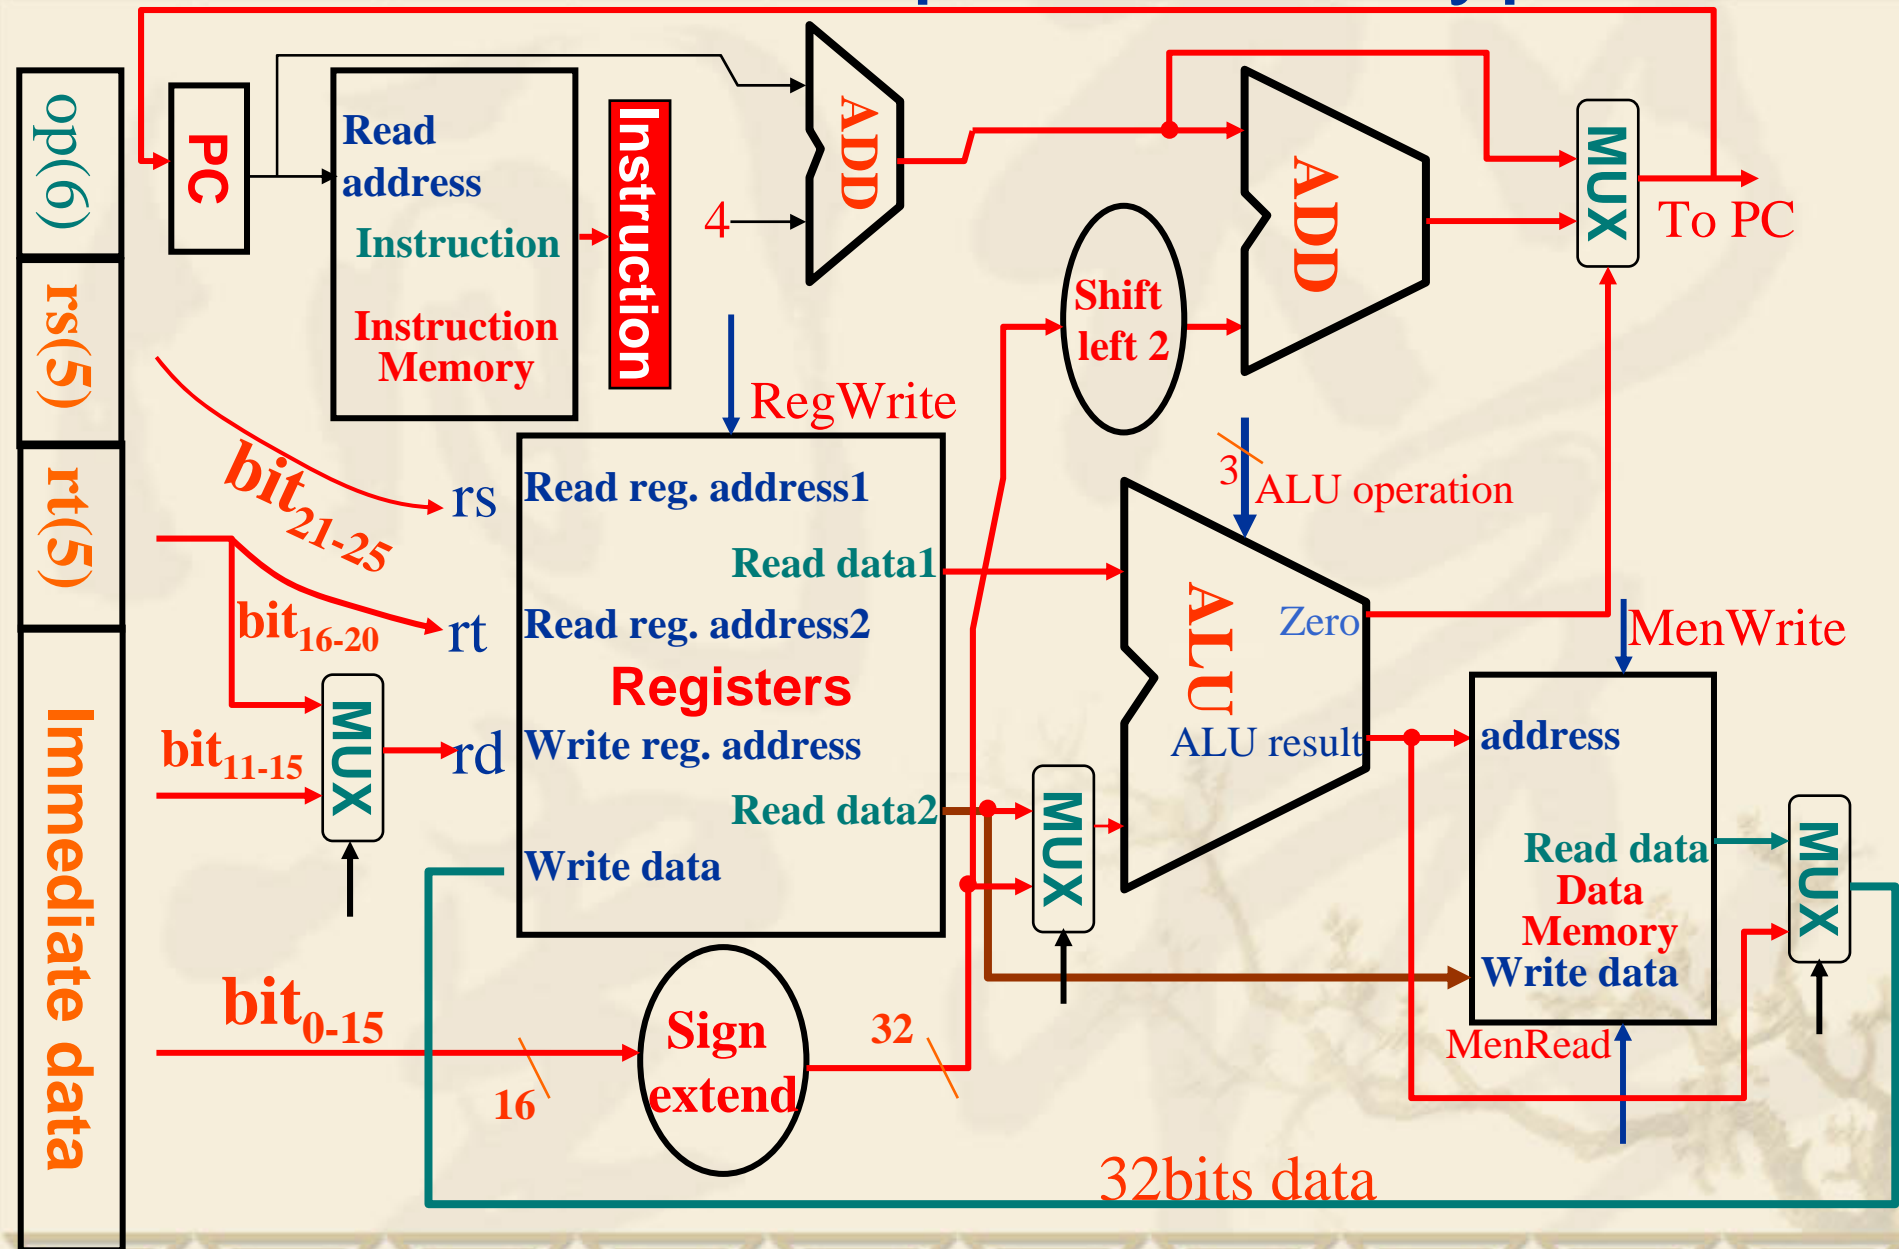 op(6)
rs(5)
rt(5)
Immediate data
PC
Read
address
Instruction
Instruction
Memory
Instruction
4
ADD
Shift
left 2
ADD
MUX
To PC
RegWrite
bit21-25
rs
bit16-20
rt
bit11-15
MUX
rd
Read reg. address1
Read data1
Read reg. address2
Registers
Write reg. address
Read data2
Write data
3
ALU operation
ALU
Zero
ALU result
MUX
MenWrite
address
Read data
Data
Memory
Write data
MenRead
MUX
bit0-15
16
Sign
extend
32
32bits data